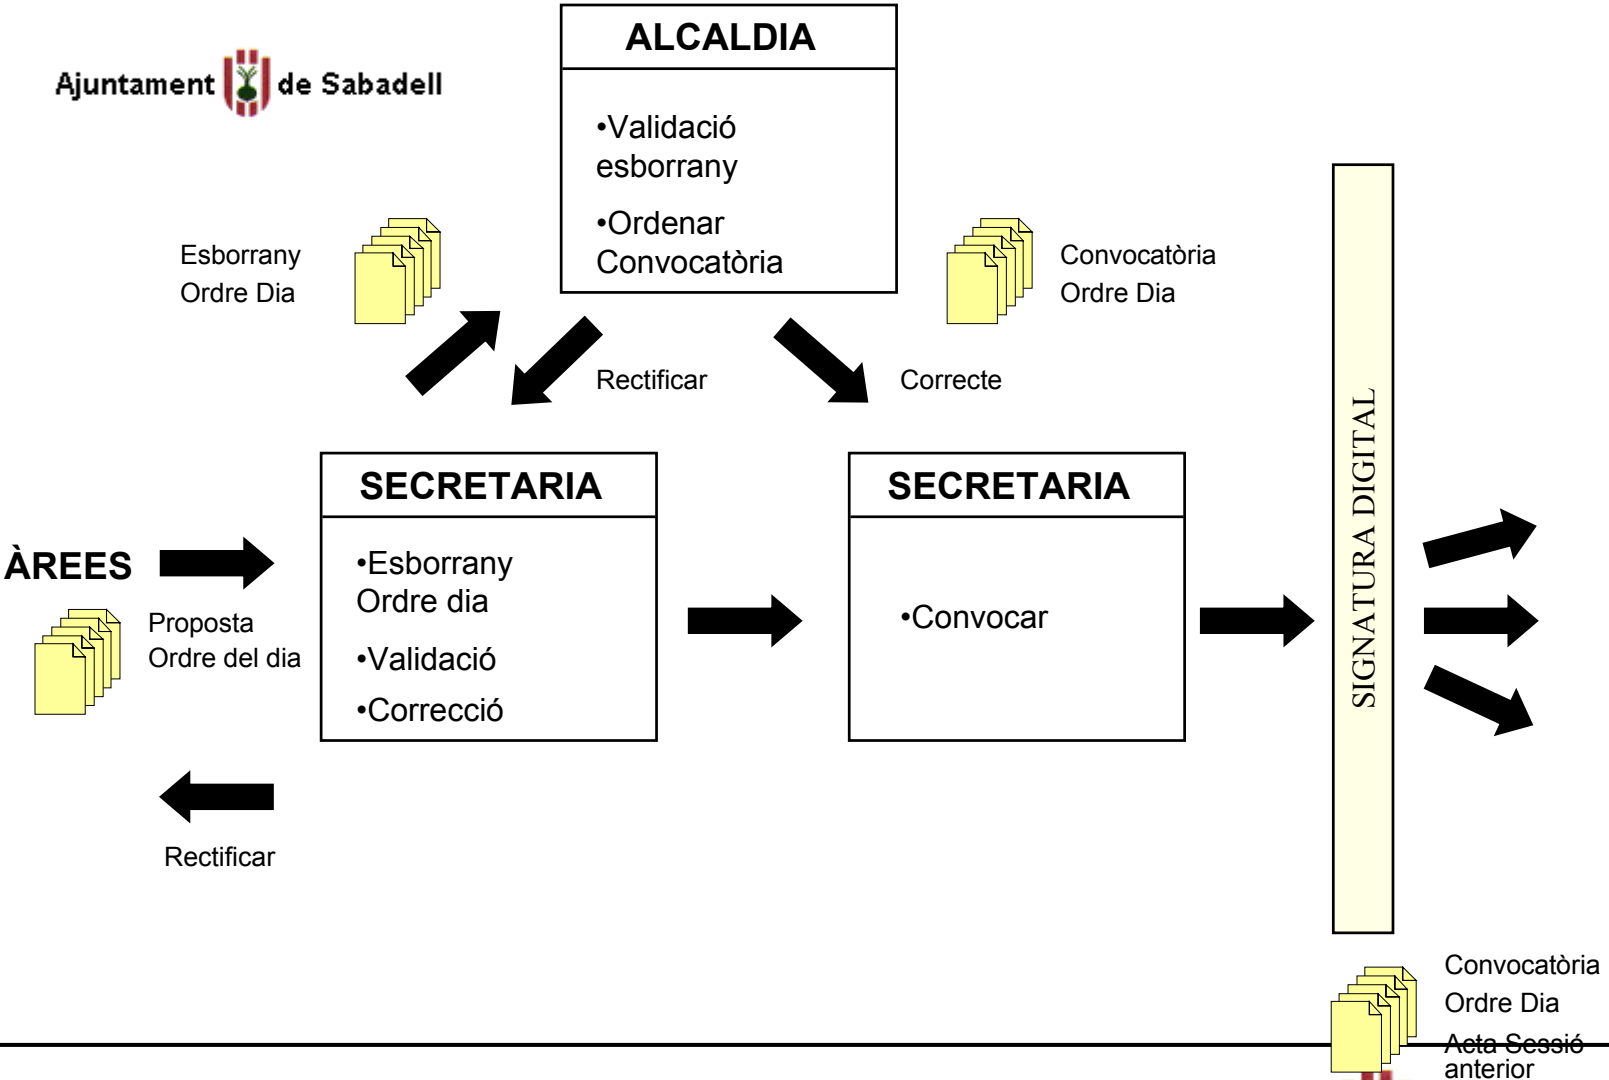 ALCALDIA
Ajuntament de Sabadell
•Validació
esborrany
•Ordenar
Convocatòria
Esborrany
Ordre Dia
Convocatòria
Ordre Dia
Rectificar
Correcte
SECRETARIA
•Esborrany
Ordre dia
•Validació
•Correcció
SECRETARIA
•Convocar
ÀREES
Proposta
Ordre del dia
Rectificar
SIGNATURA DIGITAL
Convocatòria
Ordre Dia
Acta Sessió
anterior